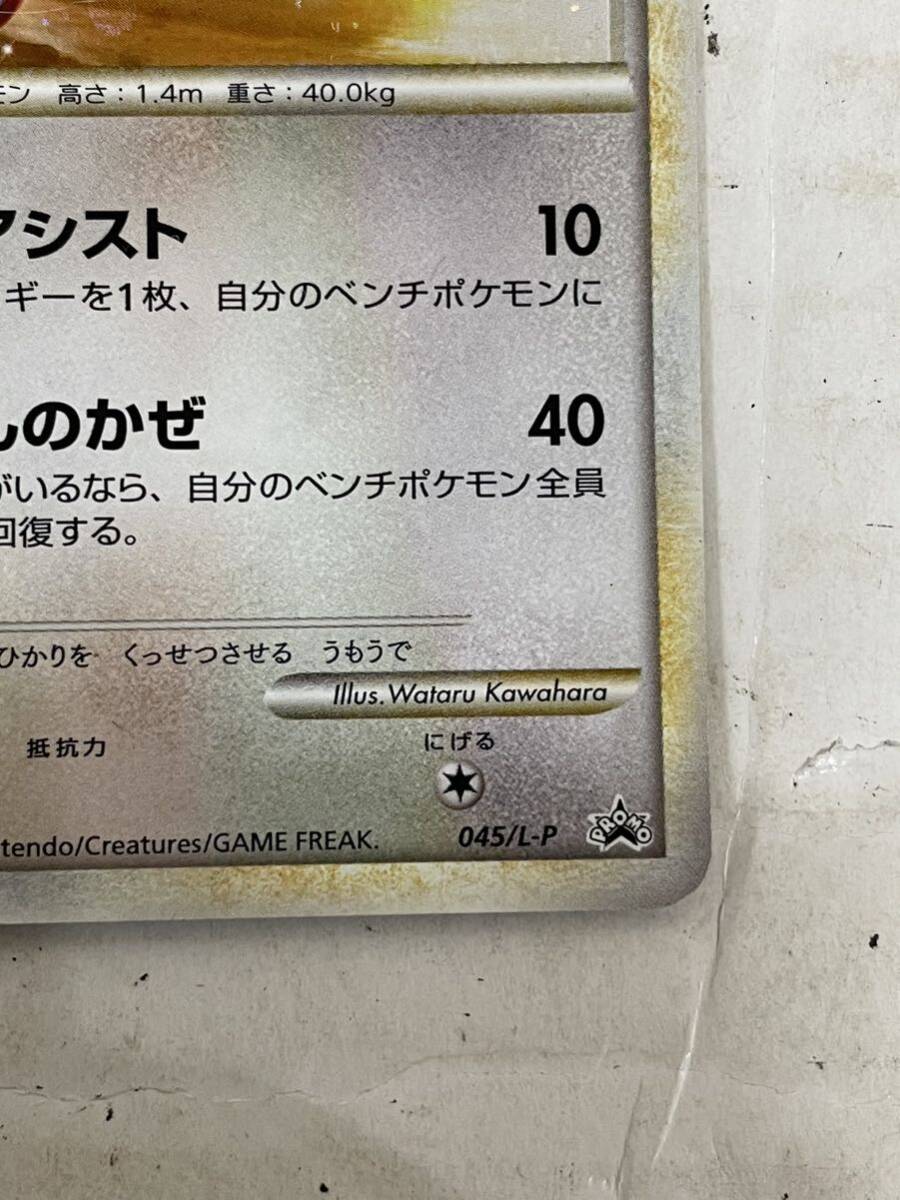 モン 高さ：1.4m 重さ：40.0kg
アシスト 10
ギーを1枚、自分のベンチポケモンに
のかぜ 40
がいるなら、自分のベンチポケモン全員
回復する。
ひかりを くっせつさせる うもうで
Illus. Wataru Kawahara
抵抗力 にげる
tendo/Creatures/GAME FREAK. 045/L-P PROMO